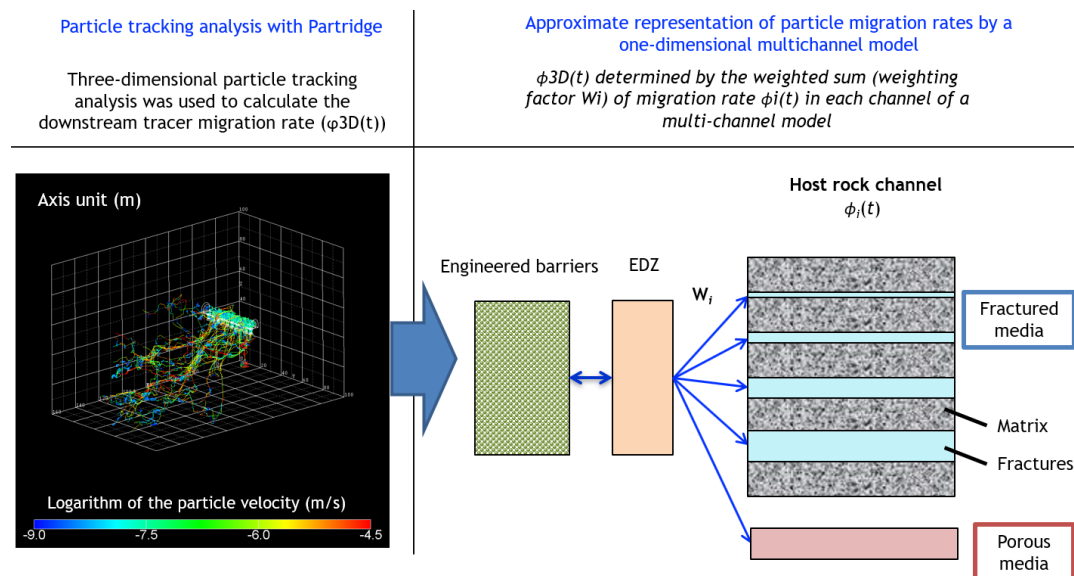 Particle tracking analysis with Partridge
Three-dimensional particle tracking
analysis was used to calculate the
downstream tracer migration rate (φ3D(t))
Approximate representation of particle migration rates by a
one-dimensional multichannel model
ϕ3D(t) determined by the weighted sum (weighting
factor Wi) of migration rate ϕi(t) in each channel of a
multi-channel model
Axis unit (m)
Logarithm of the particle velocity (m/s)
-9.0 -7.5 -6.0 -4.5
Host rock channel
ϕi(t)
Engineered barriers
EDZ
Wi
Fractured
media
Matrix
Fractures
Porous
media